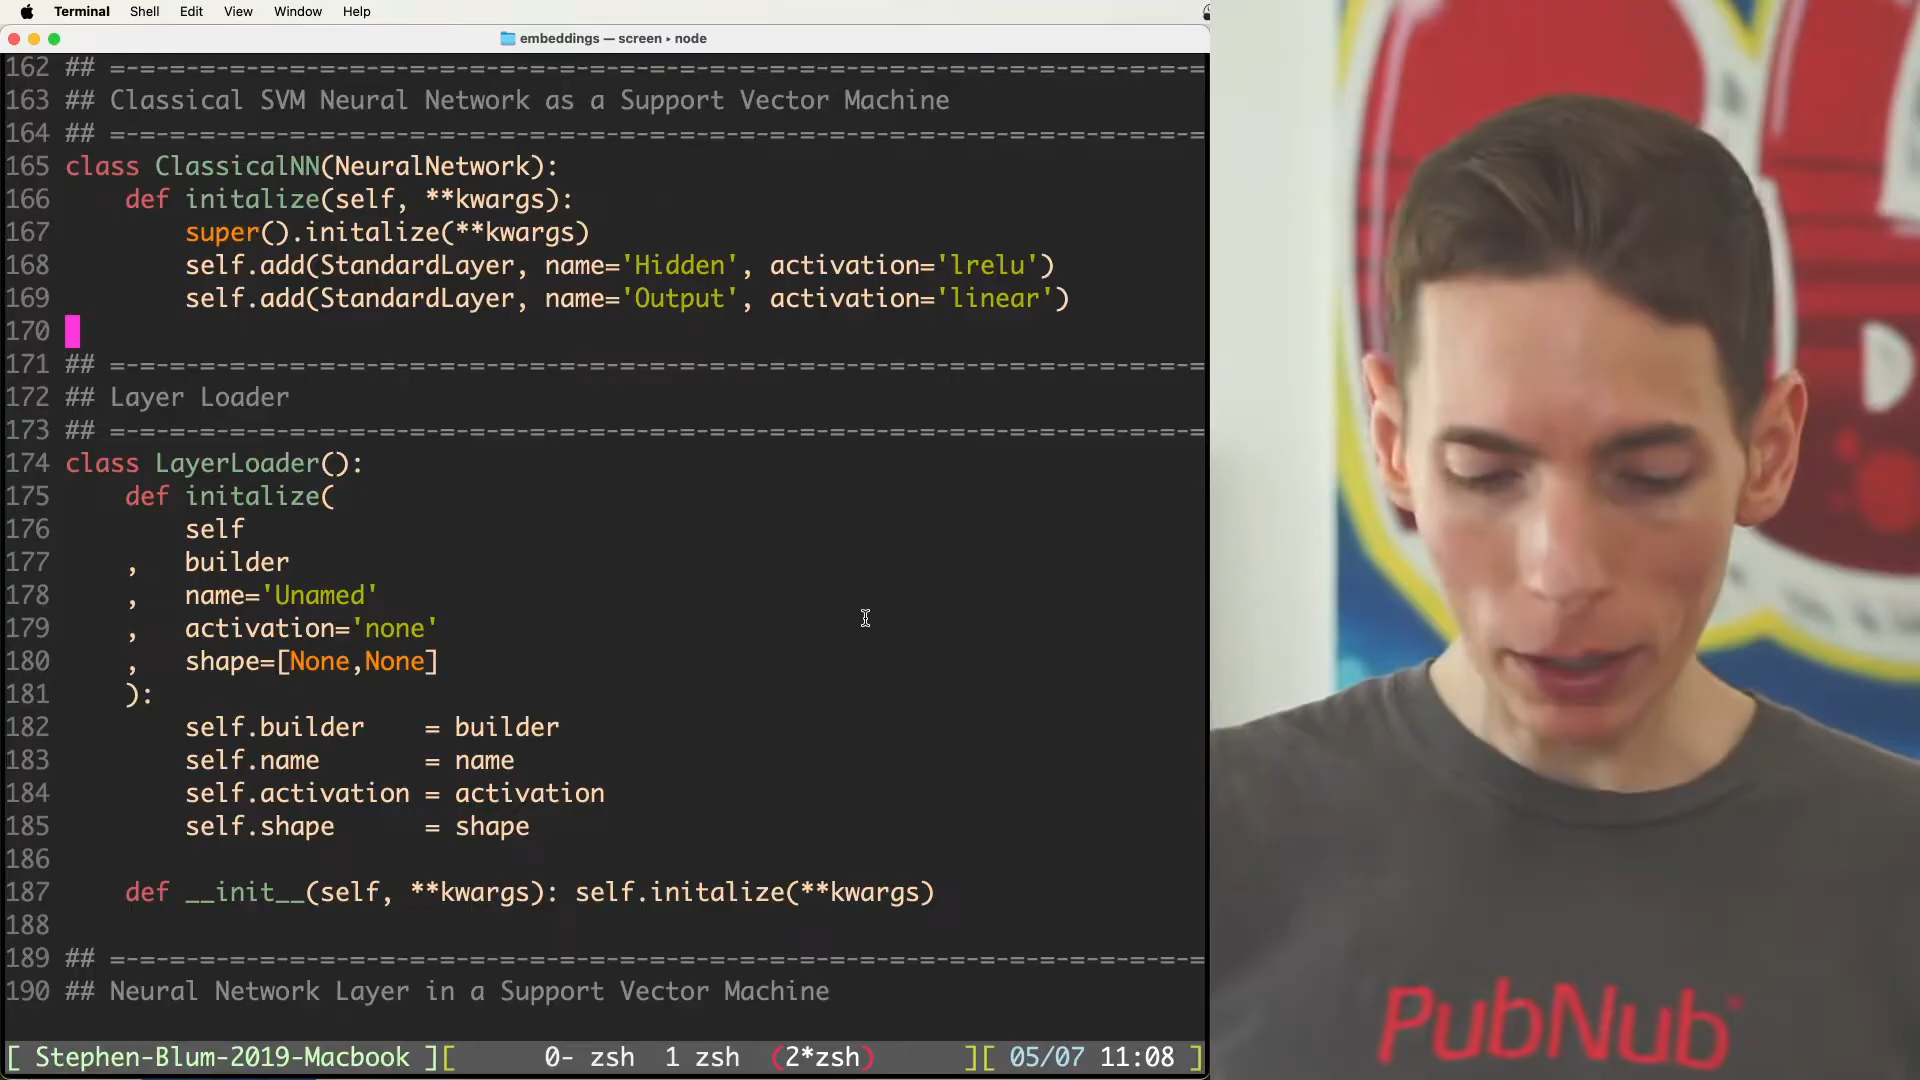 Terminal Shell Edit View Window Help
embeddings — screen ▸ node
162 ## =-=-=-=-=-=-=-=-=-=-=-=-=-=-=-=-=-=-=-=-=-=-=-=-=-=-=-=-=-=-=-=-=-=-=-=-=
163 ## Classical SVM Neural Network as a Support Vector Machine
164 ## =-=-=-=-=-=-=-=-=-=-=-=-=-=-=-=-=-=-=-=-=-=-=-=-=-=-=-=-=-=-=-=-=-=-=-=-=
165 class ClassicalNN(NeuralNetwork):
166     def initalize(self, **kwargs):
167         super().initalize(**kwargs)
168         self.add(StandardLayer, name='Hidden', activation='lrelu')
169         self.add(StandardLayer, name='Output', activation='linear')
170
171 ## =-=-=-=-=-=-=-=-=-=-=-=-=-=-=-=-=-=-=-=-=-=-=-=-=-=-=-=-=-=-=-=-=-=-=-=-=
172 ## Layer Loader
173 ## =-=-=-=-=-=-=-=-=-=-=-=-=-=-=-=-=-=-=-=-=-=-=-=-=-=-=-=-=-=-=-=-=-=-=-=-=
174 class LayerLoader():
175     def initalize(
176         self
177     ,   builder
178     ,   name='Unamed'
179     ,   activation='none'
180     ,   shape=[None,None]
181     ):
182         self.builder    = builder
183         self.name       = name
184         self.activation = activation
185         self.shape      = shape
186
187     def __init__(self, **kwargs): self.initalize(**kwargs)
188
189 ## =-=-=-=-=-=-=-=-=-=-=-=-=-=-=-=-=-=-=-=-=-=-=-=-=-=-=-=-=-=-=-=-=-=-=-=-=
190 ## Neural Network Layer in a Support Vector Machine
[ Stephen-Blum-2019-Macbook ][ 0- zsh 1 zsh (2*zsh) ][ 05/07 11:08 ]
PubNub